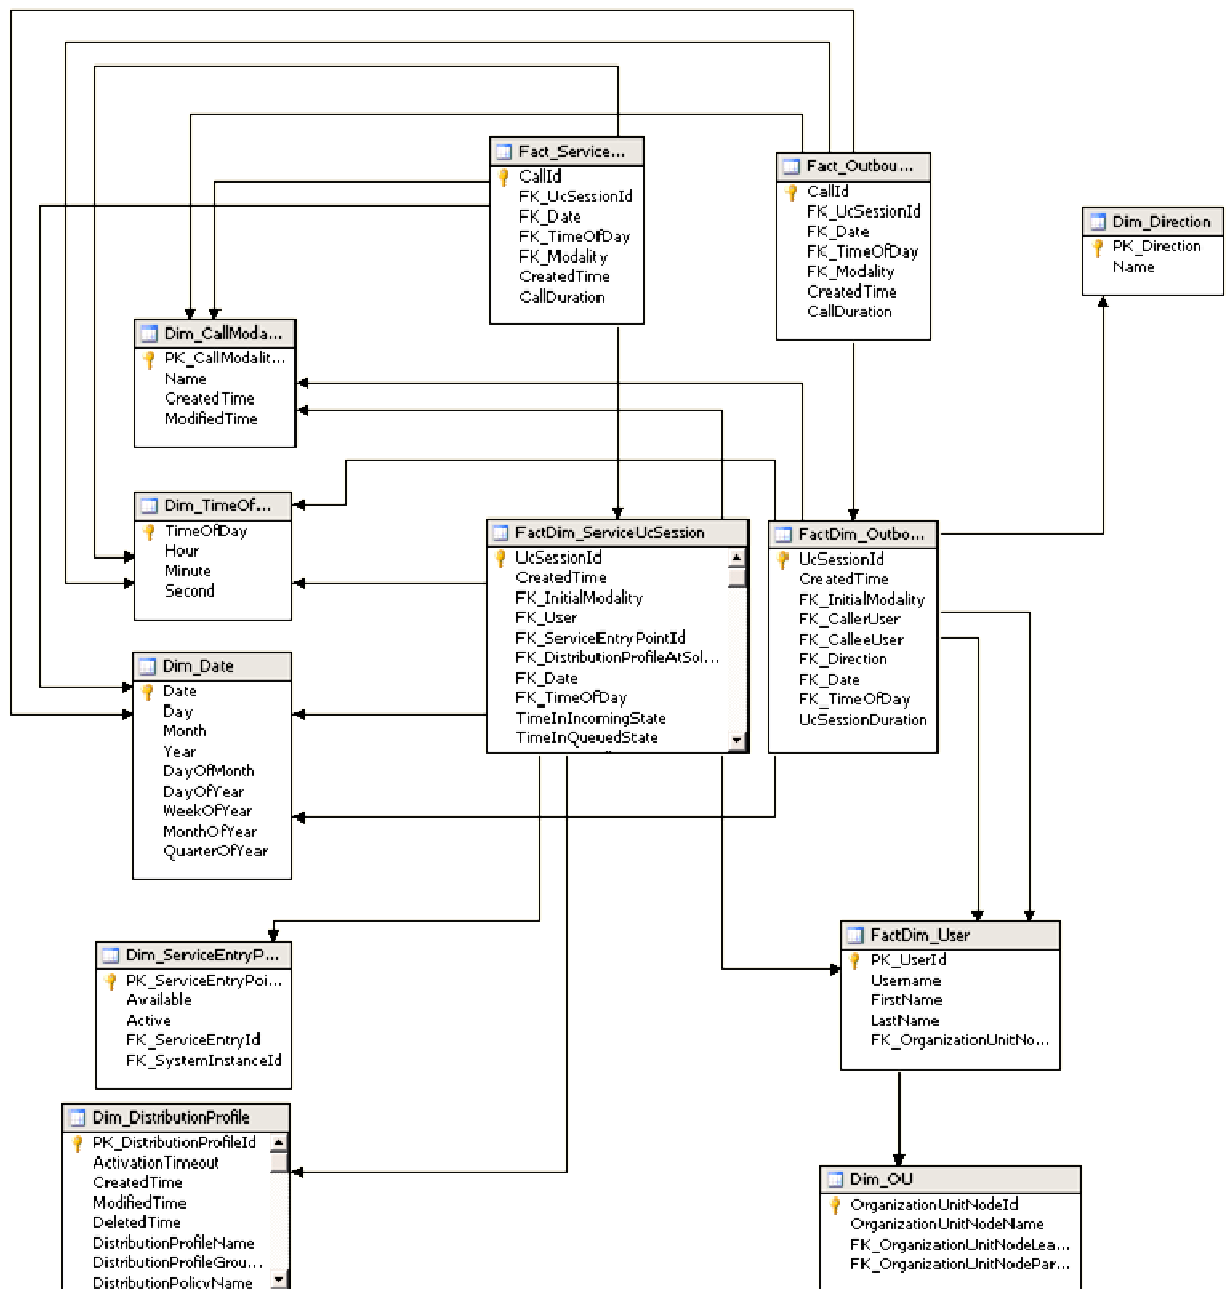 Fact_Service...
CallId
FK_UcSessionId
FK_Date
FK_TimeOfDay
FK_Modality
CreatedTime
CallDuration
Fact_Outbou...
CallId
FK_UcSessionId
FK_Date
FK_TimeOfDay
FK_Modality
CreatedTime
CallDuration
Dim_Direction
PK_Direction
Name
Dim_CallModa...
PK_CallModalit...
Name
CreatedTime
ModifiedTime
Dim_TimeOf...
TimeOfDay
Hour
Minute
Second
FactDim_ServiceUcSession
UcSessionId
CreatedTime
FK_InitialModality
FK_User
FK_ServiceEntryPointId
FK_DistributionProfileAtSol...
FK_Date
FK_TimeOfDay
TimeInIncomingState
TimeInQueuedState
FactDim_Outbo...
UcSessionId
CreatedTime
FK_InitialModality
FK_CallerUser
FK_CalleeUser
FK_Direction
FK_Date
FK_TimeOfDay
UcSessionDuration
Dim_Date
Date
Day
Month
Year
DayOfMonth
DayOfYear
WeekOfYear
MonthOfYear
QuarterOfYear
Dim_ServiceEntryP...
PK_ServiceEntryPoi...
Available
Active
FK_ServiceEntryId
FK_SystemInstanceId
FactDim_User
PK_UserId
Username
FirstName
LastName
FK_OrganizationUnitNo...
Dim_DistributionProfile
PK_DistributionProfileId
ActivationTimeout
CreatedTime
ModifiedTime
DeletedTime
DistributionProfileName
DistributionProfileGrou...
DistributionPolicyName
Dim_OU
OrganizationUnitNodeId
OrganizationUnitNodeName
FK_OrganizationUnitNodeLea...
FK_OrganizationUnitNodePar...